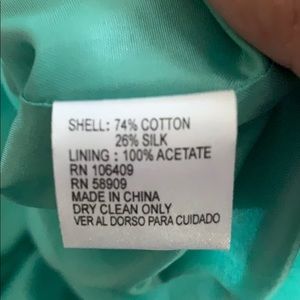 SHELL: 74% COTTON
26% SILK
LINING : 100% ACETATE
RN 106409
RN 58909
MADE IN CHINA
DRY CLEAN ONLY
VER AL DORSO PARA CUIDADO